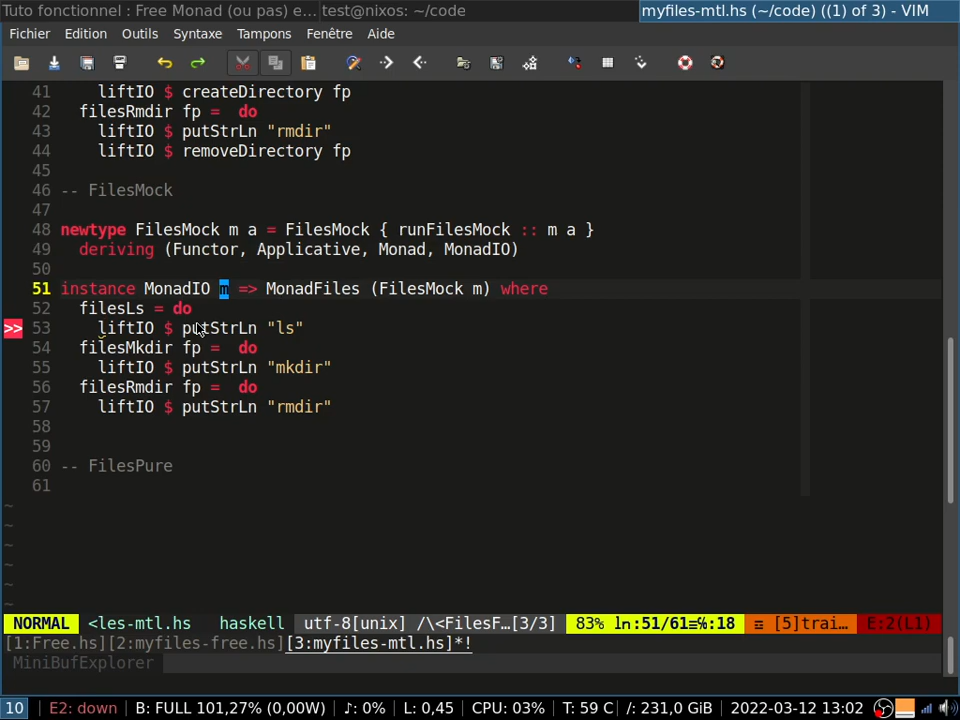 Tuto fonctionnel : Free Monad (ou pas) e... test@nixos: ~/code myfiles-mtl.hs (~/code) ((1) of 3) - VIM
Fichier Edition Outils Syntaxe Tampons Fenêtre Aide
41 liftIO $ createDirectory fp
42 filesRmdir fp = do
43 liftIO $ putStrLn "rmdir"
44 liftIO $ removeDirectory fp
45
46 -- FilesMock
47
48 newtype FilesMock m a = FilesMock { runFilesMock :: m a }
49 deriving (Functor, Applicative, Monad, MonadIO)
50
51 instance MonadIO m => MonadFiles (FilesMock m) where
52 filesLs = do
>> 53 liftIO $ putStrLn "ls"
54 filesMkdir fp = do
55 liftIO $ putStrLn "mkdir"
56 filesRmdir fp = do
57 liftIO $ putStrLn "rmdir"
58
59
60 -- FilesPure
61
~
~
~
~
~
~
NORMAL <les-mtl.hs haskell utf-8[unix] /\<FilesF…[3/3] 83% ㏑:51/61≡℅:18 ≡ [5]trai… E:2(L1)
[1:Free.hs][2:myfiles-free.hs][3:myfiles-mtl.hs]*!
MiniBufExplorer
10 E2: down B: FULL 101,27% (0,00W) ♪: 0% L: 0,45 CPU: 03% T: 59 C /: 231,0 GiB 2022-03-12 13:02